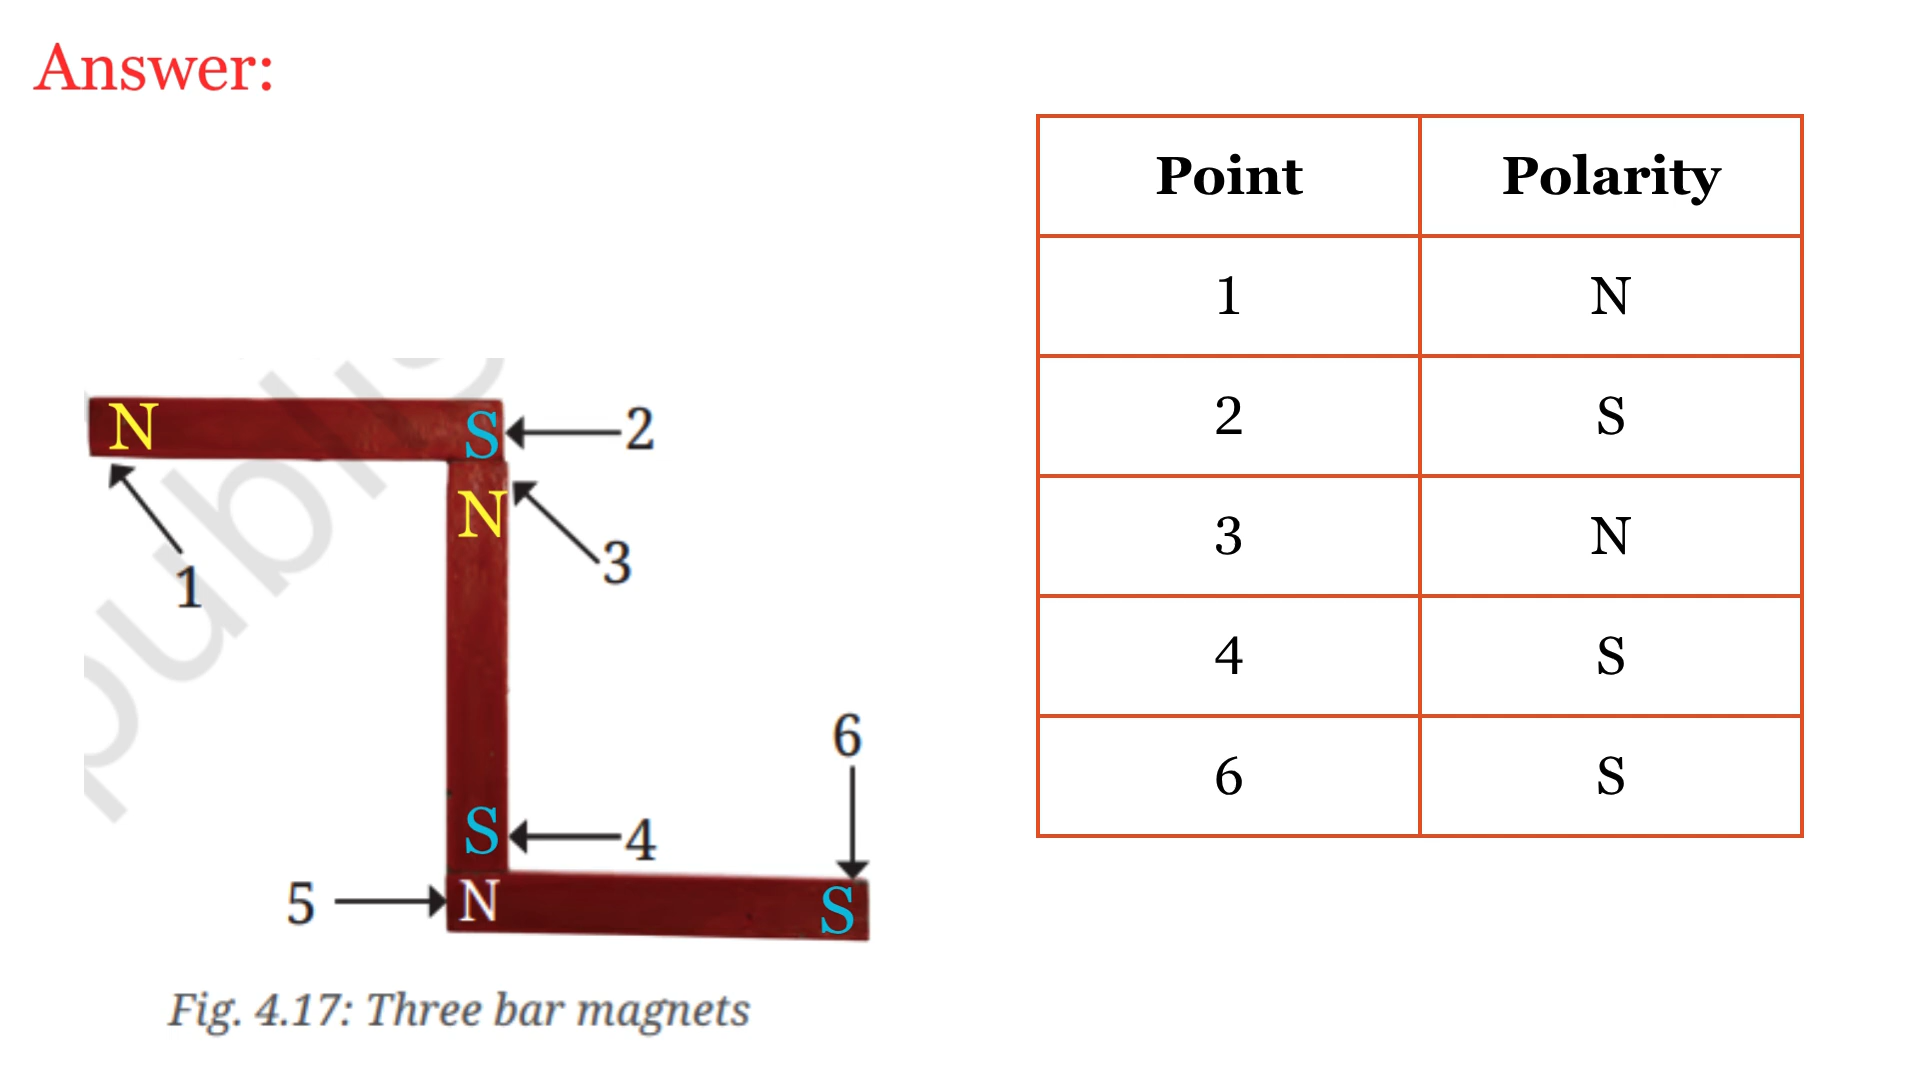 Answer:
N
S
2
N
3
1
6
S
4
5
N
S
Fig. 4.17: Three bar magnets
Point Polarity
1 N
2 S
3 N
4 S
6 S
publis